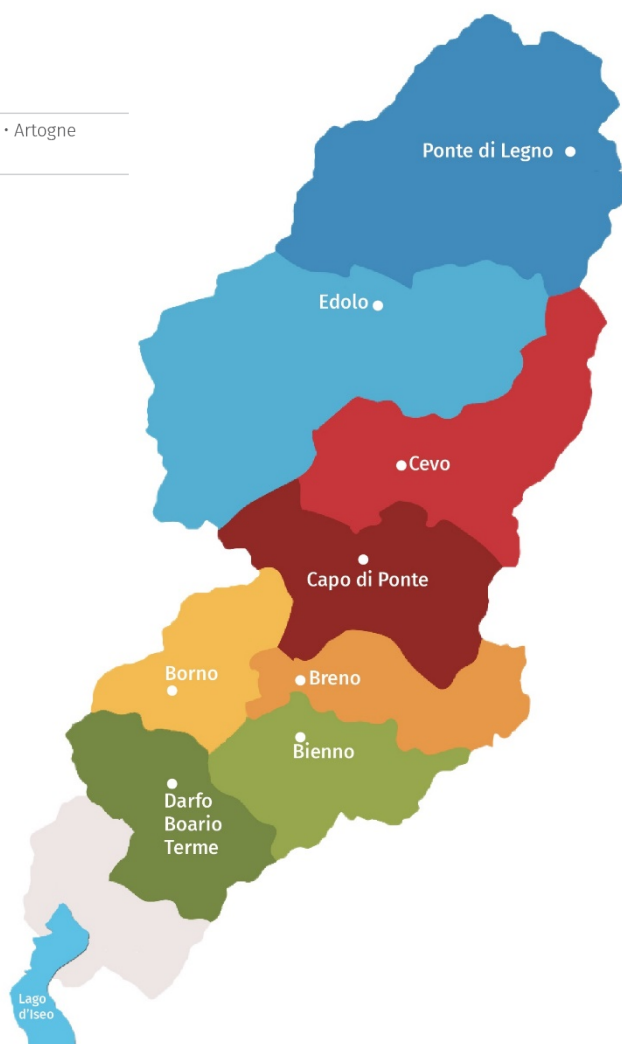 • Artogne
Ponte di Legno
Edolo
Cevo
Capo di Ponte
Borno
Breno
Bienno
Darfo
Boario
Terme
Lago
d'Iseo